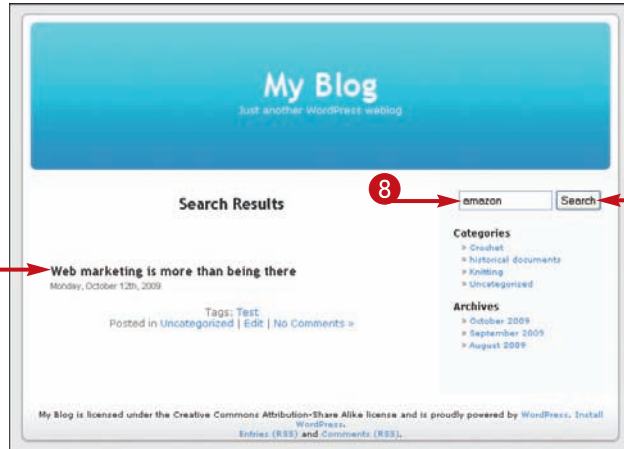 My Blog
Just another WordPress weblog
Search Results
8
amazon
Search
Web marketing is more than being there
Monday, October 12th, 2009
Tags: Test
Posted in Uncategorized | Edit | No Comments »
Categories
» Crochet
» historical documents
» Knitting
» Uncategorized
Archives
» October 2009
» September 2009
» August 2009
My Blog is licensed under the Creative Commons Attribution-Share Alike license and is proudly powered by WordPress. Install
WordPress.
Entries (RSS) and Comments (RSS).